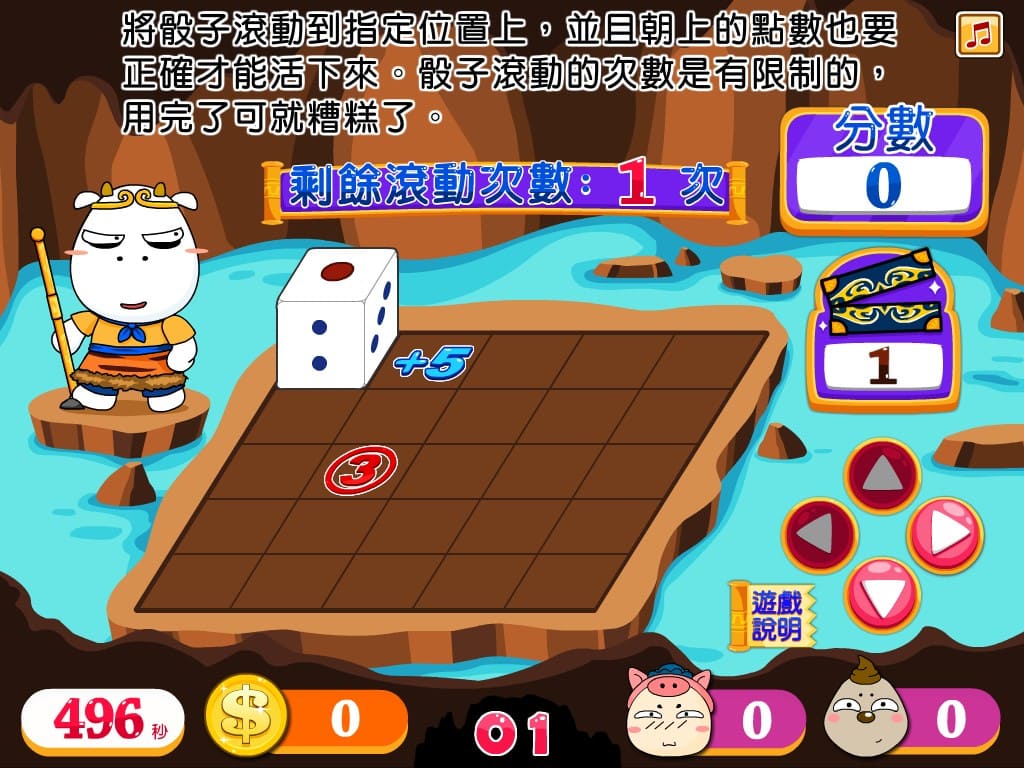 將骰子滾動到指定位置上，並且朝上的點數也要
正確才能活下來。骰子滾動的次數是有限制的，
用完了可就糟糕了。
分數
0
剩餘滾動次數：1 次
+5
1
3
遊戲
說明
496秒
$ 0
01
0
0